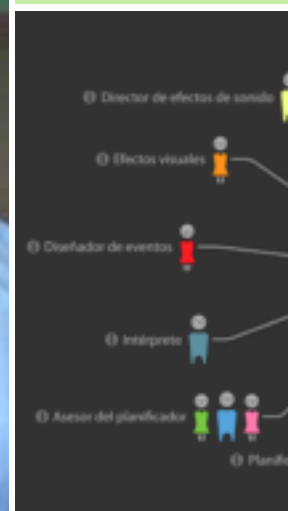 Director de efectos de sonido
Efectos visuales
Diseñador de eventos
Intérprete
Asesor del planificador